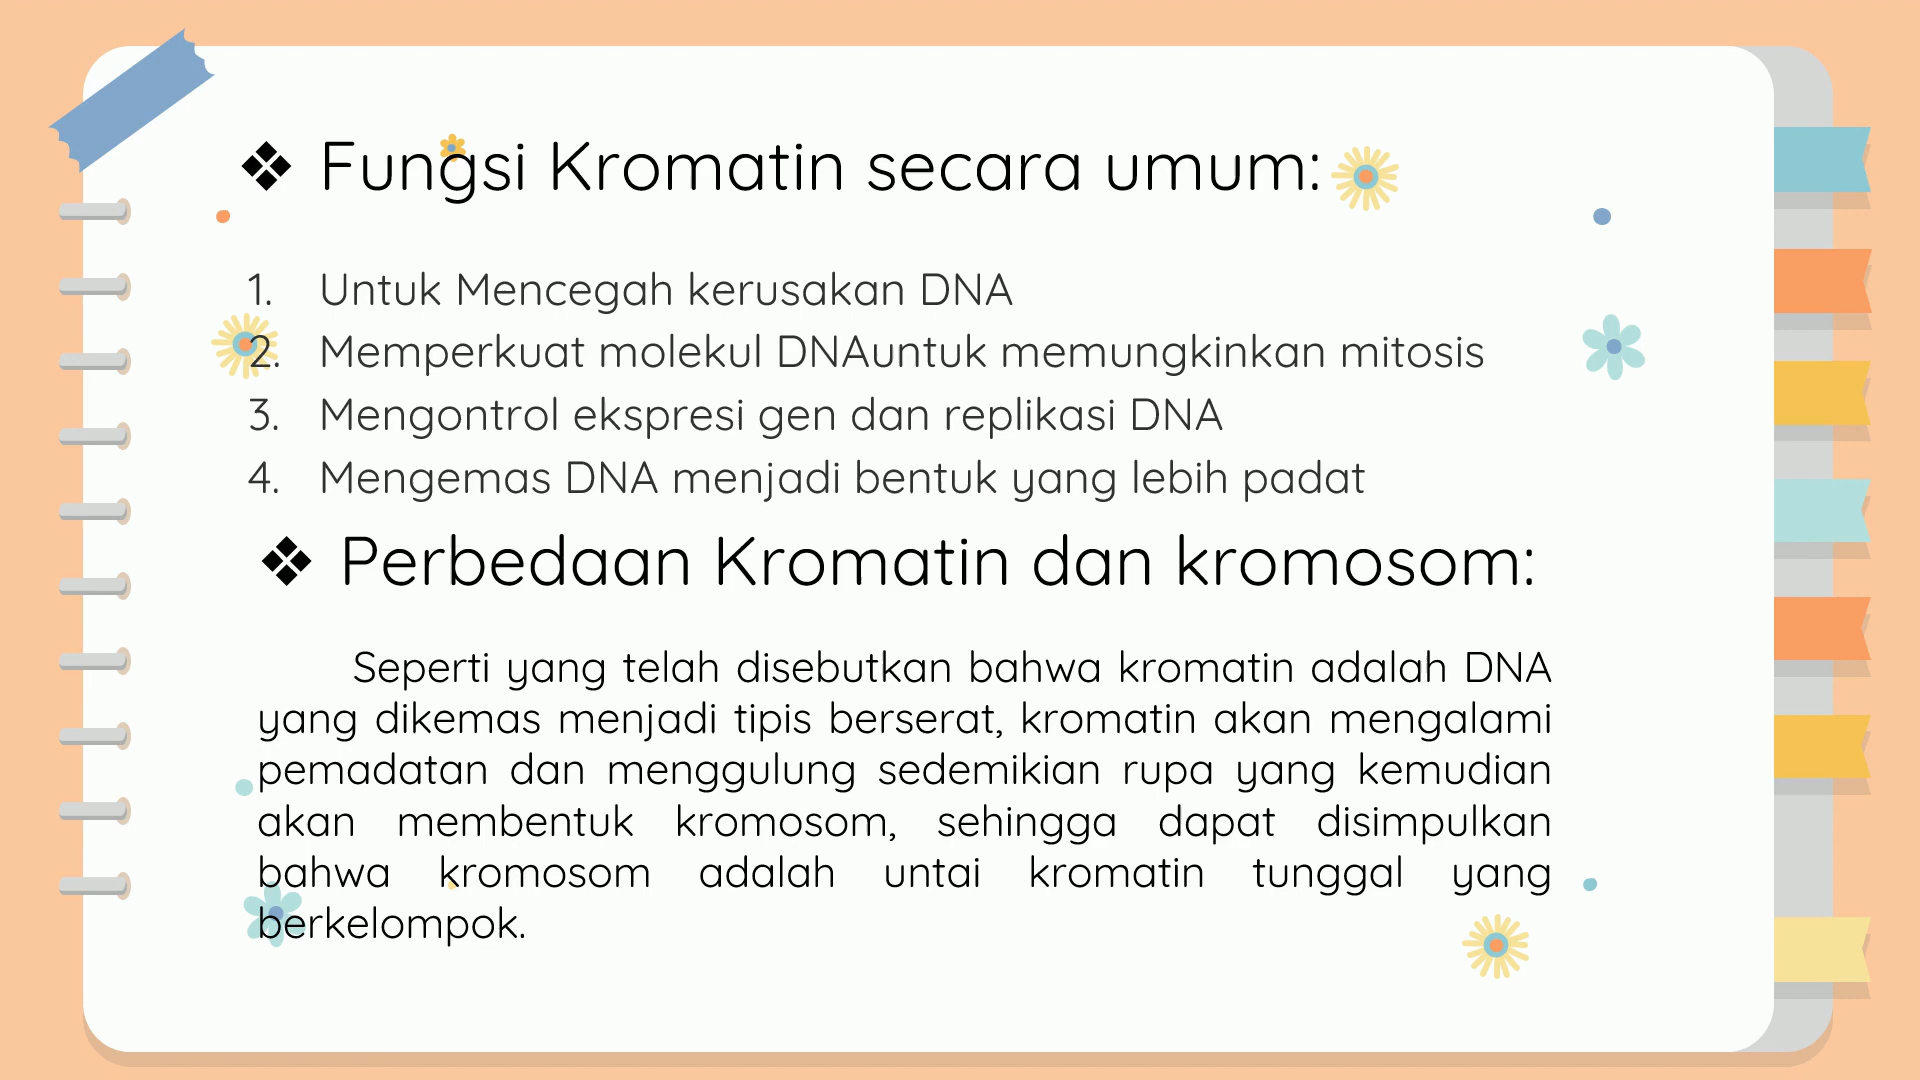 ❖ Fungsi Kromatin secara umum:
1. Untuk Mencegah kerusakan DNA
2. Memperkuat molekul DNAuntuk memungkinkan mitosis
3. Mengontrol ekspresi gen dan replikasi DNA
4. Mengemas DNA menjadi bentuk yang lebih padat
❖ Perbedaan Kromatin dan kromosom:
Seperti yang telah disebutkan bahwa kromatin adalah DNA
yang dikemas menjadi tipis berserat, kromatin akan mengalami
pemadatan dan menggulung sedemikian rupa yang kemudian
akan membentuk kromosom, sehingga dapat disimpulkan
bahwa kromosom adalah untai kromatin tunggal yang
berkelompok.